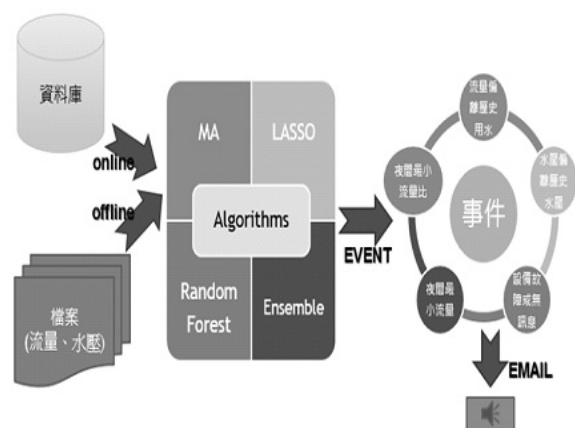 資料庫
online
offline
檔案
(流量、水壓)
MA
LASSO
Algorithms
Random
Forest
Ensemble
EVENT
流量偏
離歷史
用水
水壓偏
離歷史
水壓
設備故
障或無
訊息
夜間最
小流量
夜間最小
流量比
事件
EMAIL